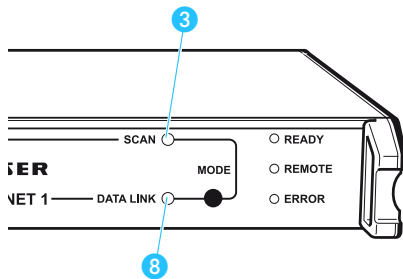 3
SCAN READY
SER MODE REMOTE
NET 1 DATA LINK ERROR
8